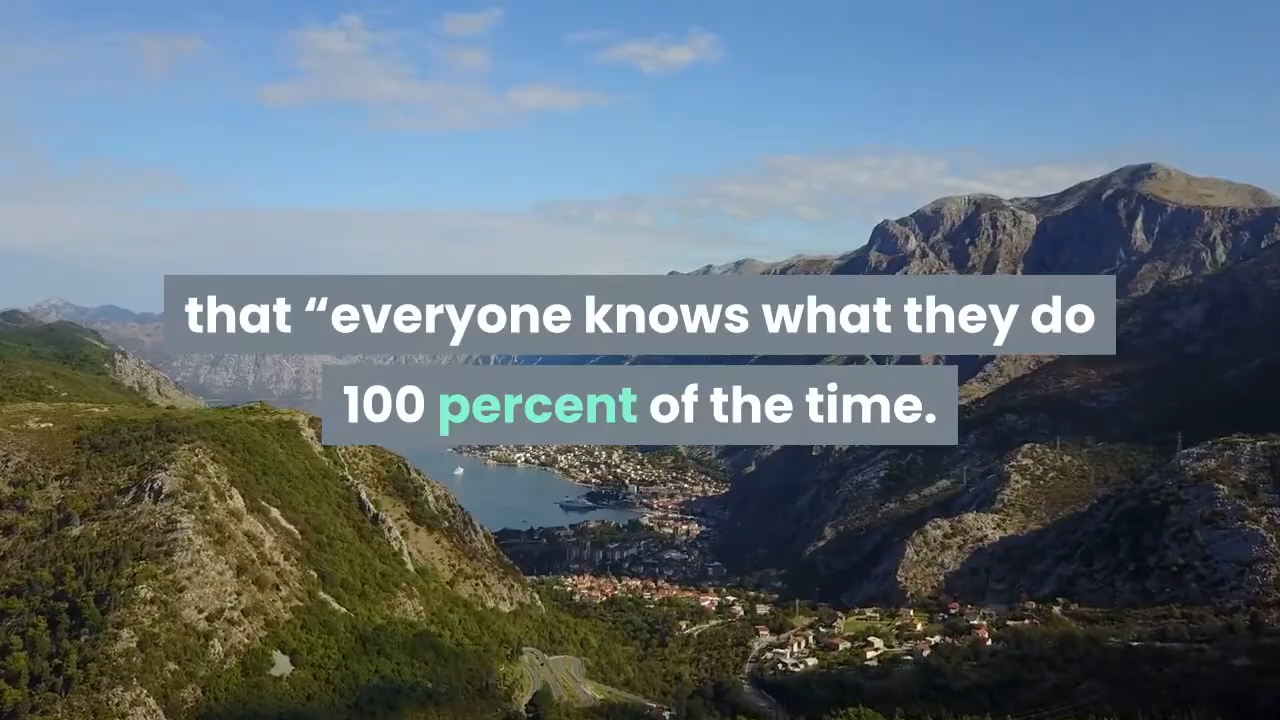 that “everyone knows what they do
100 percent of the time.